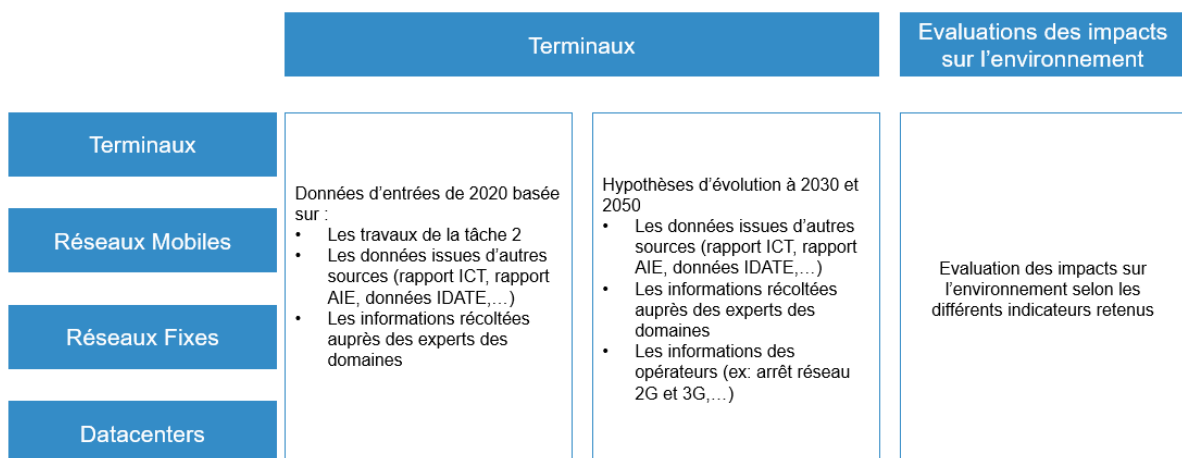 Terminaux
Evaluations des impacts
sur l'environnement
Terminaux
Réseaux Mobiles
Réseaux Fixes
Datacenters
Données d'entrées de 2020 basée
sur :
• Les travaux de la tâche 2
• Les données issues d'autres
sources (rapport ICT, rapport
AIE, données IDATE,…)
• Les informations récoltées
auprès des experts des
domaines
Hypothèses d'évolution à 2030 et
2050
• Les données issues d'autres
sources (rapport ICT, rapport
AIE, données IDATE,…)
• Les informations récoltées
auprès des experts des
domaines
• Les informations des
opérateurs (ex: arrêt réseau
2G et 3G,…)
Evaluation des impacts sur
l'environnement selon les
différents indicateurs retenus